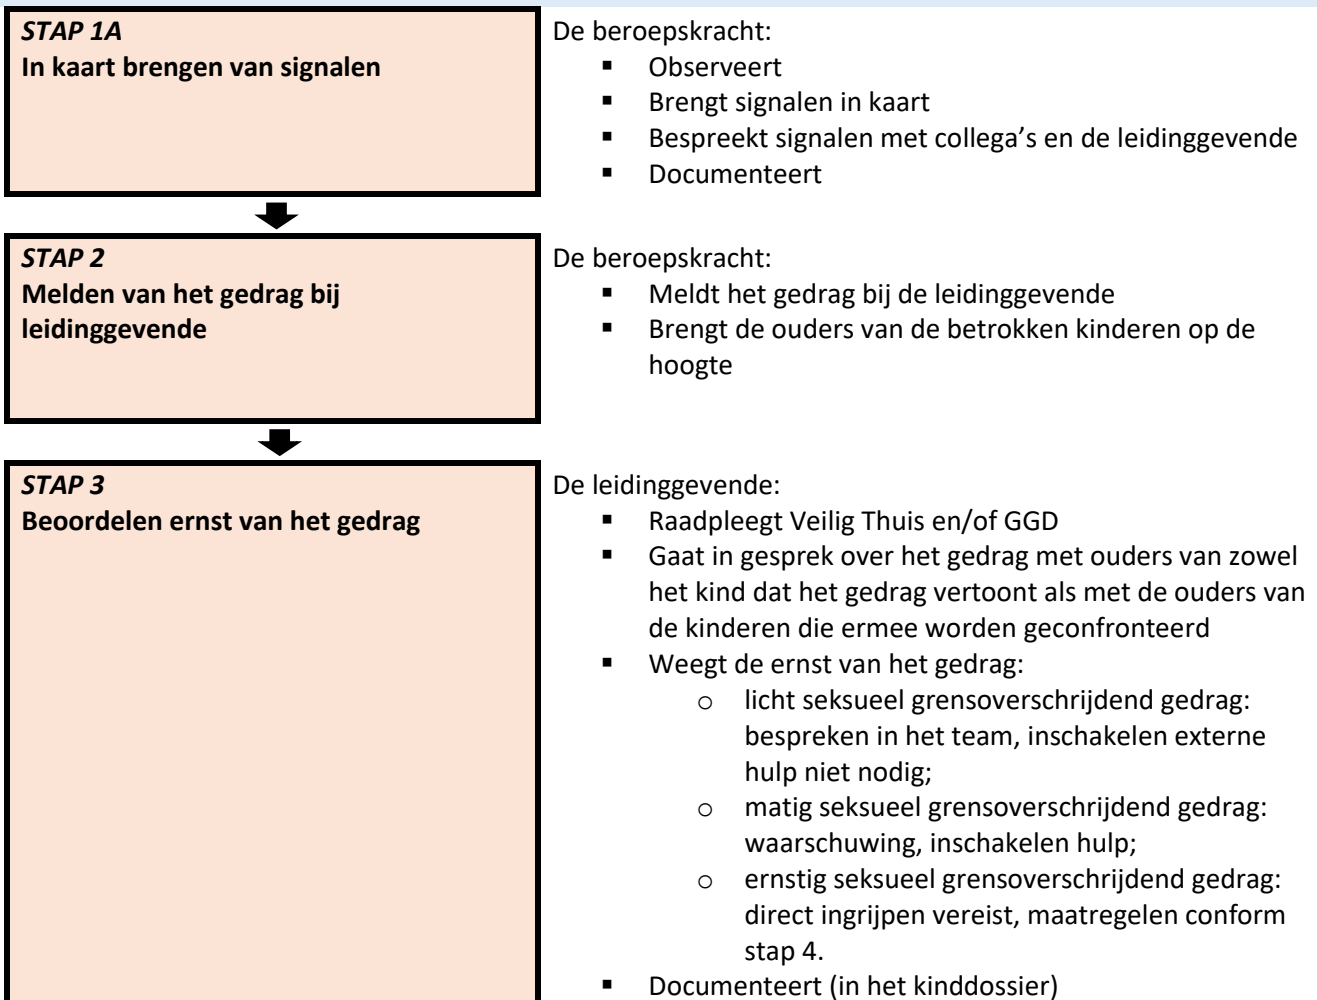 STAP 1A
In kaart brengen van signalen
De beroepskracht:
▪ Observeert
▪ Brengt signalen in kaart
▪ Bespreekt signalen met collega's en de leidinggevende
▪ Documenteert
STAP 2
Melden van het gedrag bij
leidinggevende
De beroepskracht:
▪ Meldt het gedrag bij de leidinggevende
▪ Brengt de ouders van de betrokken kinderen op de
hoogte
STAP 3
Beoordelen ernst van het gedrag
De leidinggevende:
▪ Raadpleegt Veilig Thuis en/of GGD
▪ Gaat in gesprek over het gedrag met ouders van zowel
het kind dat het gedrag vertoont als met de ouders van
de kinderen die ermee worden geconfronteerd
▪ Weegt de ernst van het gedrag:
o licht seksueel grensoverschrijdend gedrag:
bespreken in het team, inschakelen externe
hulp niet nodig;
o matig seksueel grensoverschrijdend gedrag:
waarschuwing, inschakelen hulp;
o ernstig seksueel grensoverschrijdend gedrag:
direct ingrijpen vereist, maatregelen conform
stap 4.
▪ Documenteert (in het kinddossier)